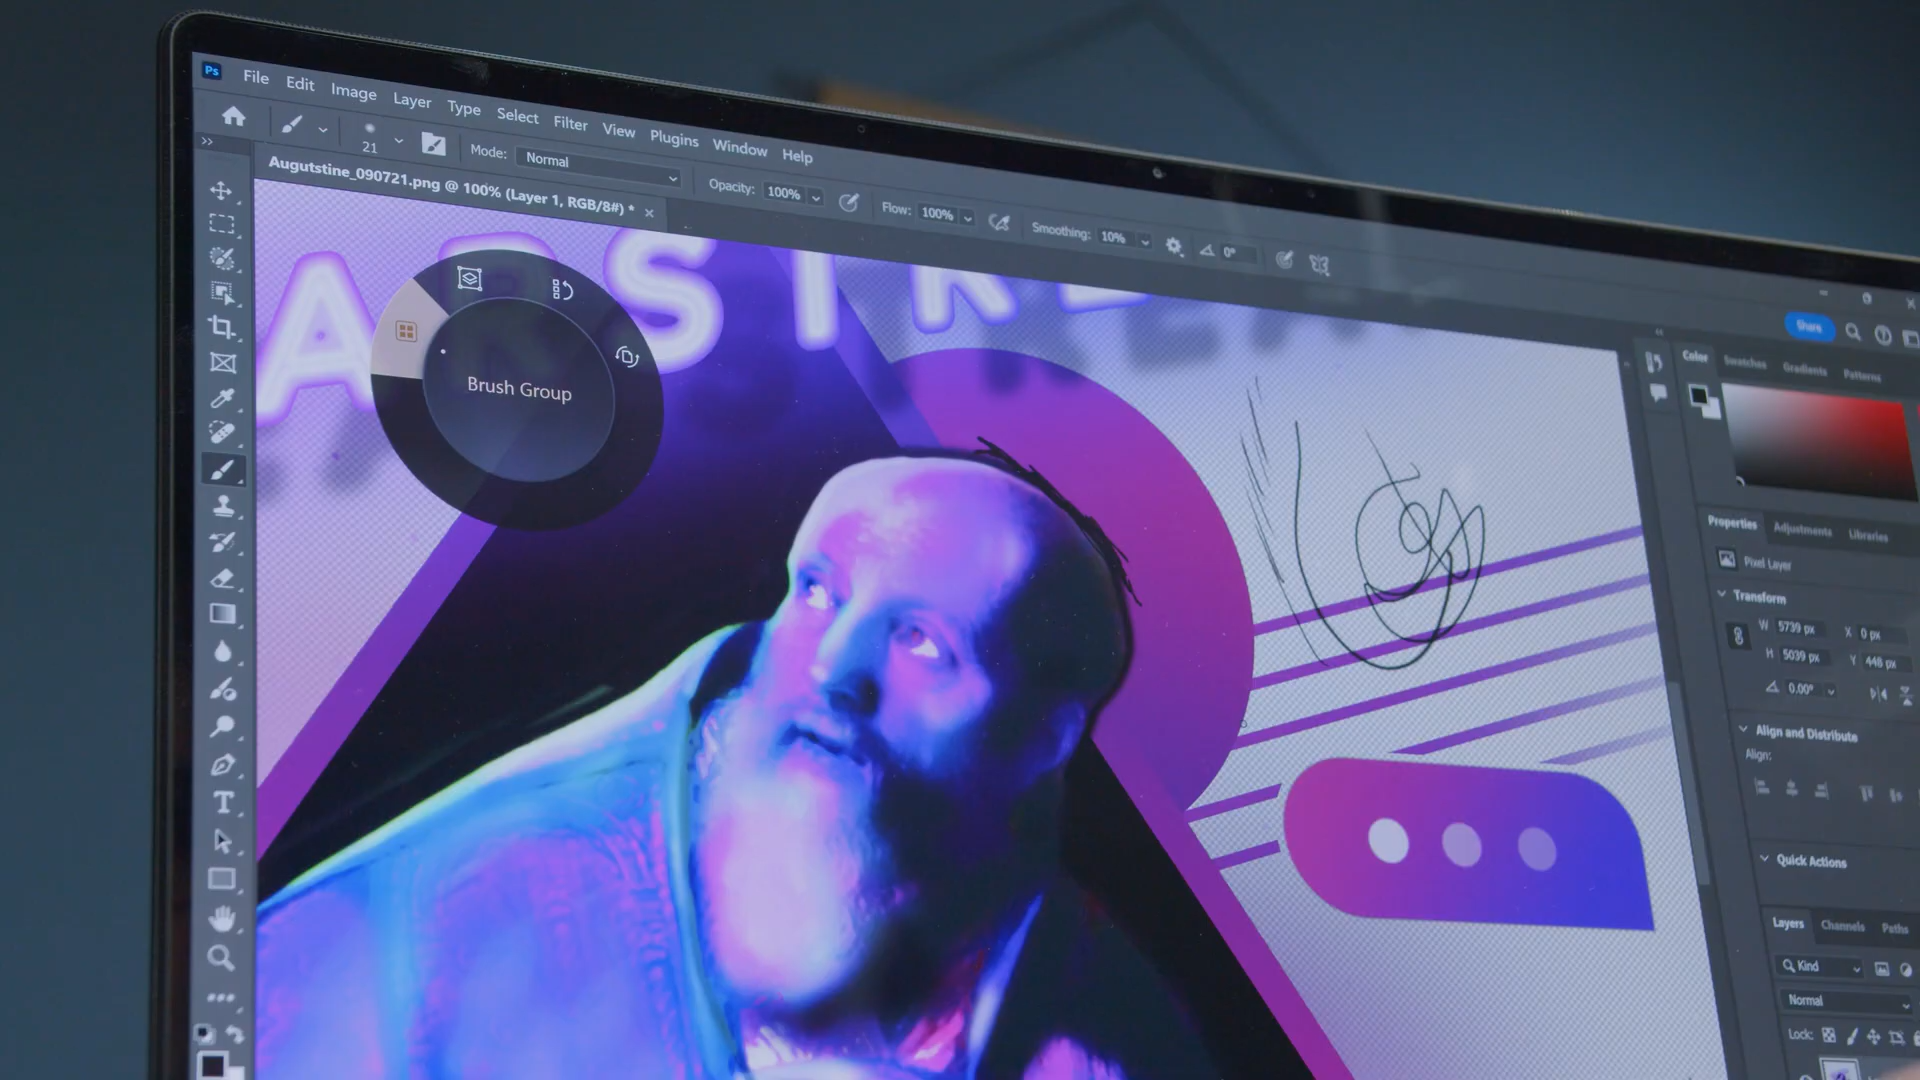 Ps File Edit Image Layer Type Select Filter View Plugins Window Help
21 Mode: Normal Opacity: 100% Flow: 100% Smoothing: 10% 0°
Augutstine_090721.png @ 100% (Layer 1, RGB/8#) *
Share
Brush Group
Color Swatches Gradients Patterns
Properties Adjustments Libraries
Pixel Layer
Transform
W 5739 px X 0 px
H 5039 px Y 448 px
0.00°
Align and Distribute
Align:
Quick Actions
Layers Channels Paths
Kind
Normal
Lock:
T